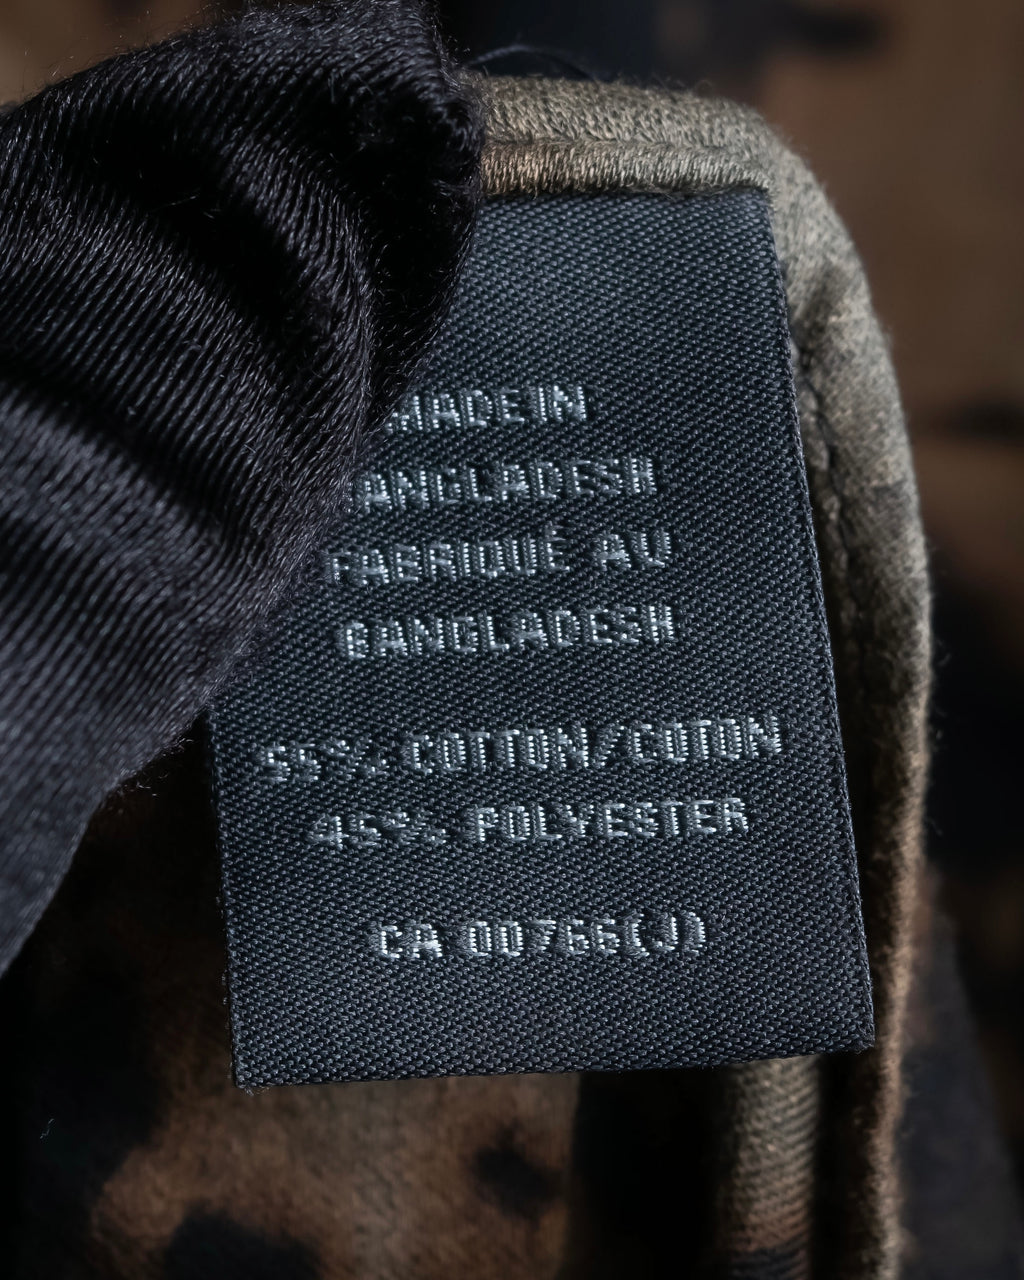 MADE IN
BANGLADESH
FABRIQUÉ AU
BANGLADESH
55% COTTON/COTON
45% POLYESTER
CA 00766(J)